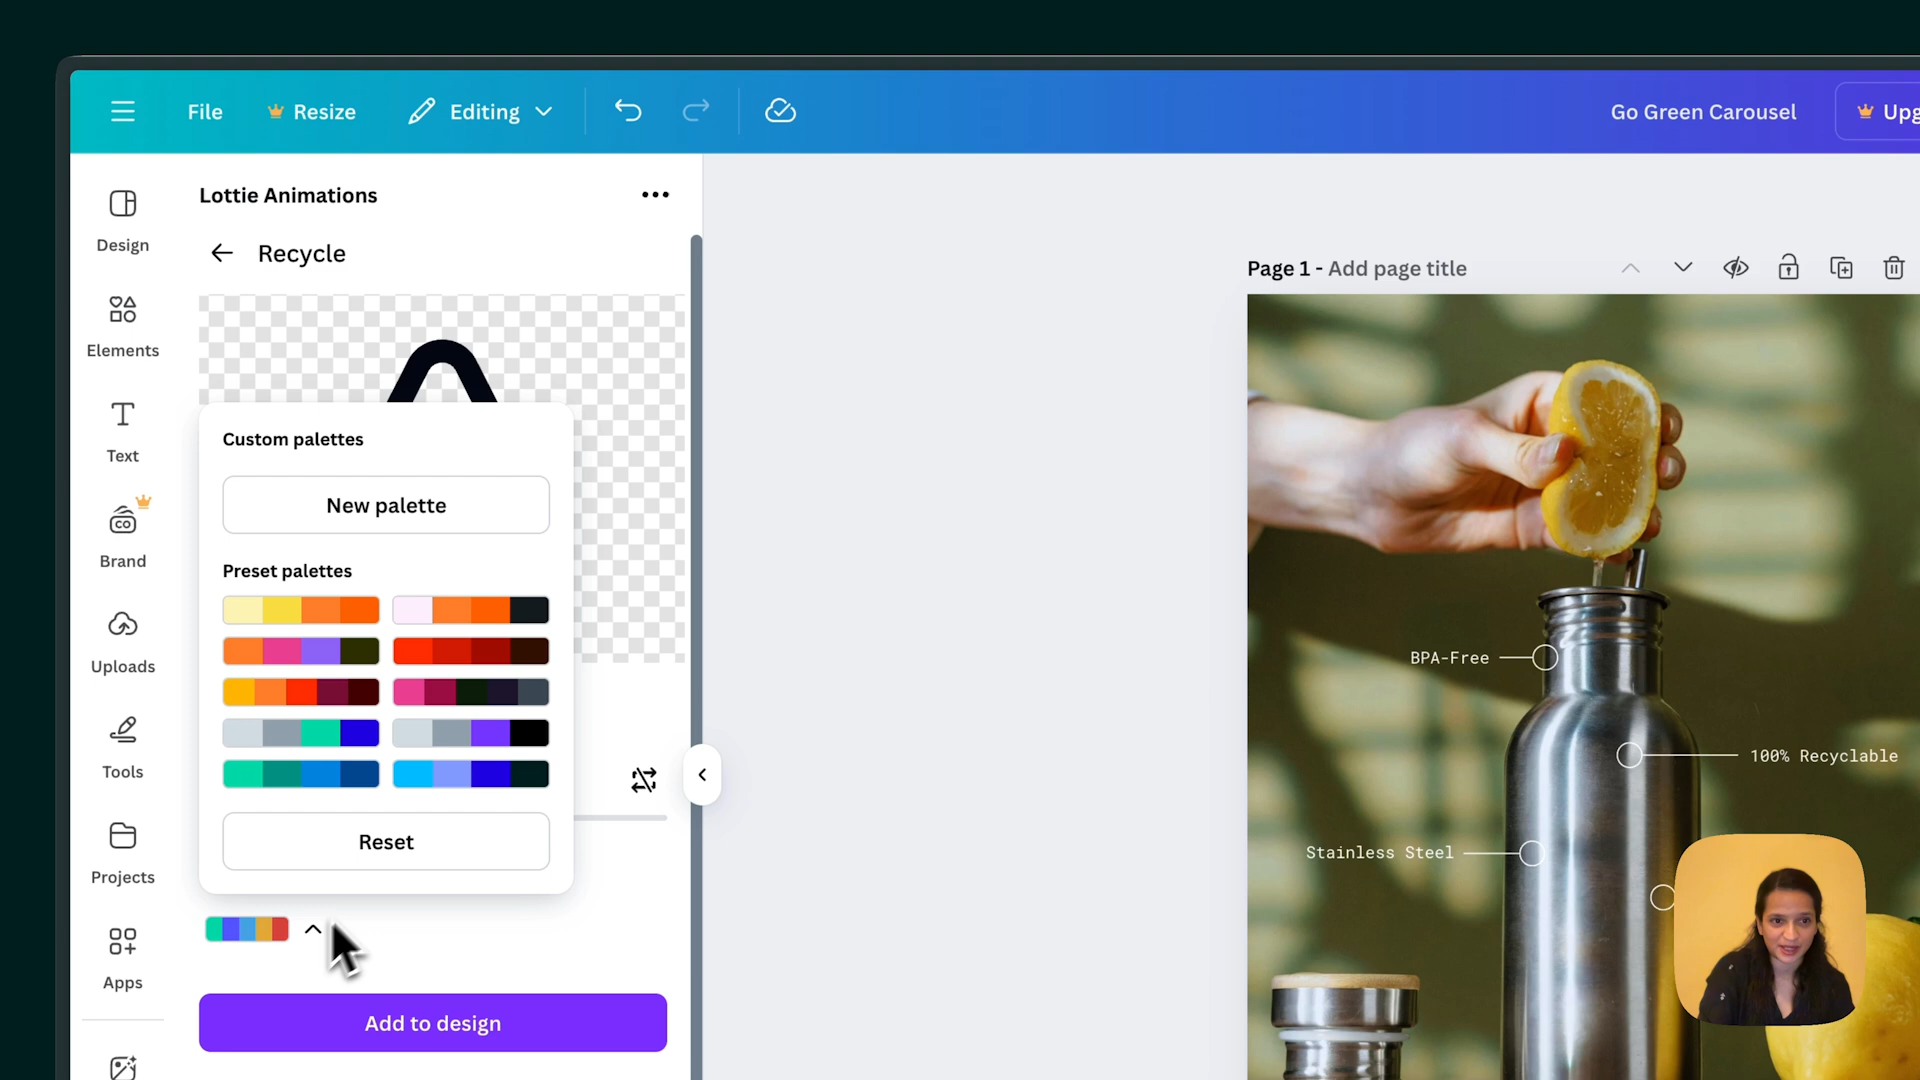 File
Resize
Editing
Go Green Carousel
Upg
Lottie Animations
Recycle
Design
Elements
Text
Brand
CO
Uploads
Tools
Projects
Apps
Custom palettes
New palette
Preset palettes
Reset
Add to design
Page 1 - Add page title
BPA-Free
100% Recyclable
Stainless Steel